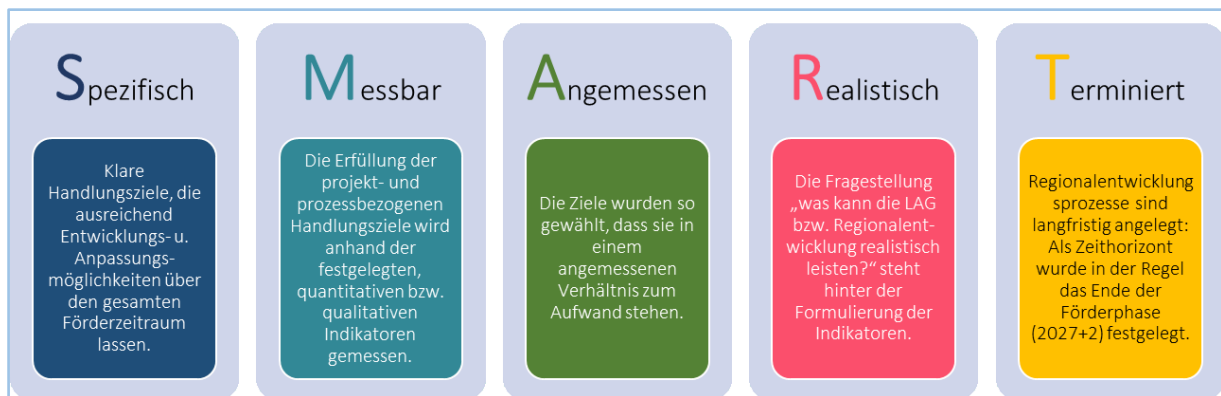 Spezifisch
Klare
Handlungsziele, die
ausreichend
Entwicklungs- u.
Anpassungs-
möglichkeiten über
den gesamten
Förderzeitraum
lassen.
Messbar
Die Erfüllung der
projekt- und
prozessbezogenen
Handlungsziele wird
anhand der
festgelegten,
quantitativen bzw.
qualitativen
Indikatoren
gemessen.
Angemessen
Die Ziele wurden so
gewählt, dass sie in
einem
angemessenen
Verhältnis zum
Aufwand stehen.
Realistisch
Die Fragestellung
„was kann die LAG
bzw. Regionalent-
wicklung realistisch
leisten?“ steht
hinter der
Formulierung der
Indikatoren.
Terminiert
Regionalentwicklung
sprozesse sind
langfristig angelegt:
Als Zeithorizont
wurde in der Regel
das Ende der
Förderphase
(2027+2) festgelegt.